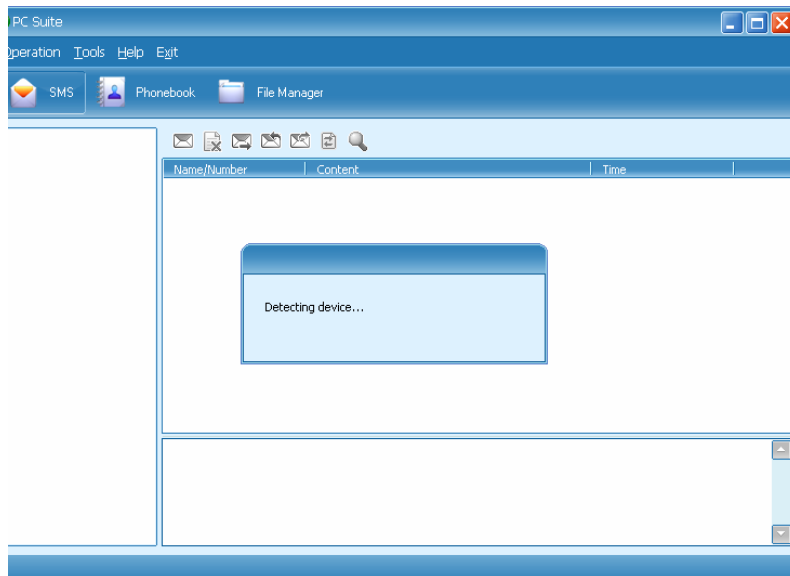 PC Suite
Operation Tools Help Exit
SMS Phonebook File Manager
Name/Number Content Time
Detecting device...